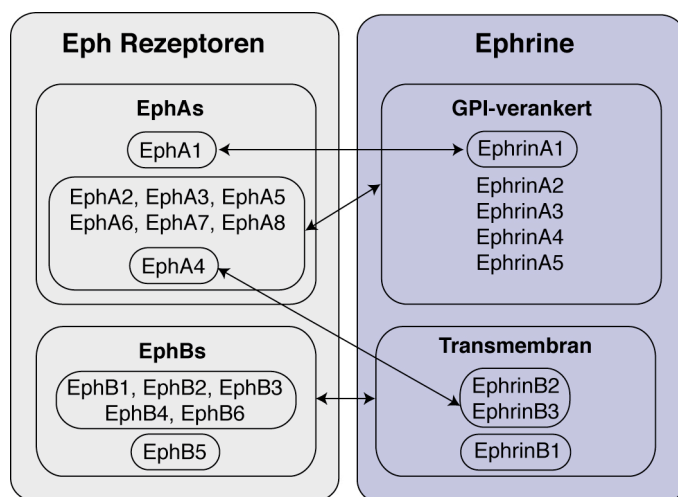 Eph Rezeptoren
EphAs
EphA1
EphA2, EphA3, EphA5
EphA6, EphA7, EphA8
EphA4
EphBs
EphB1, EphB2, EphB3
EphB4, EphB6
EphB5
Ephrine
GPI-verankert
EphrinA1
EphrinA2
EphrinA3
EphrinA4
EphrinA5
Transmembran
EphrinB2
EphrinB3
EphrinB1